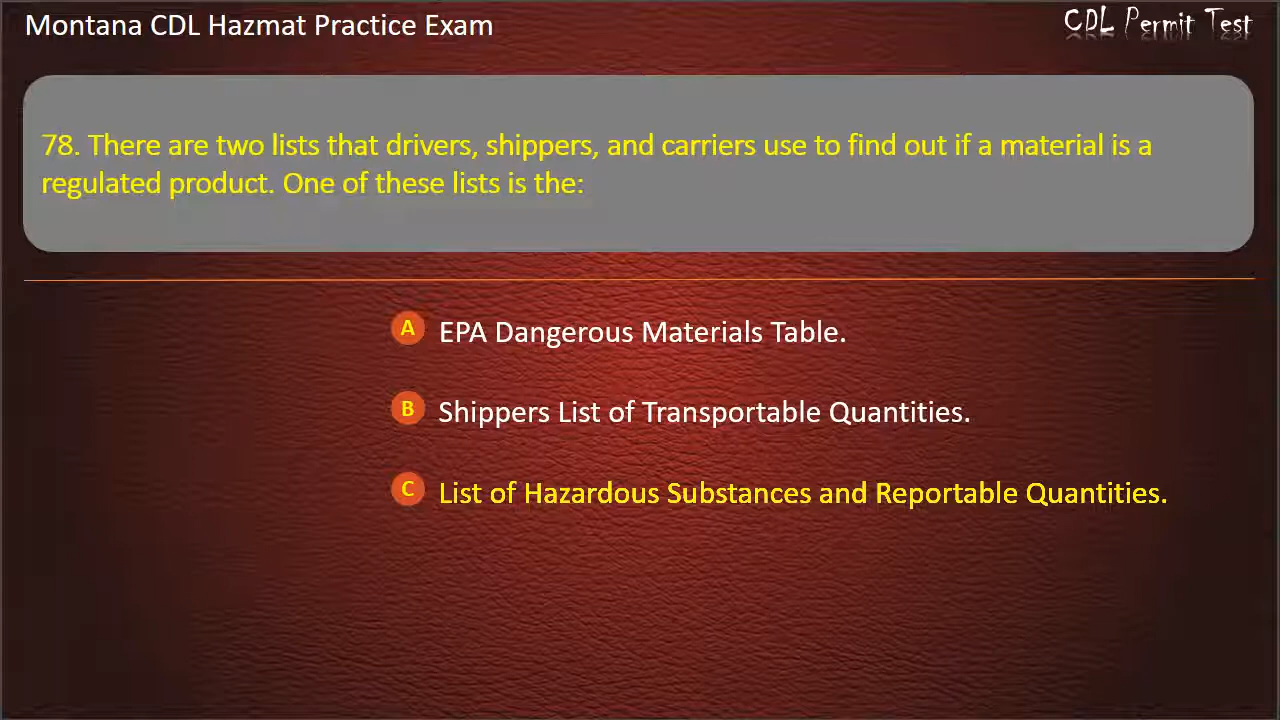 Montana CDL Hazmat Practice Exam
CDL Permit Test
78. There are two lists that drivers, shippers, and carriers use to find out if a material is a
regulated product. One of these lists is the:
A EPA Dangerous Materials Table.
B Shippers List of Transportable Quantities.
C List of Hazardous Substances and Reportable Quantities.